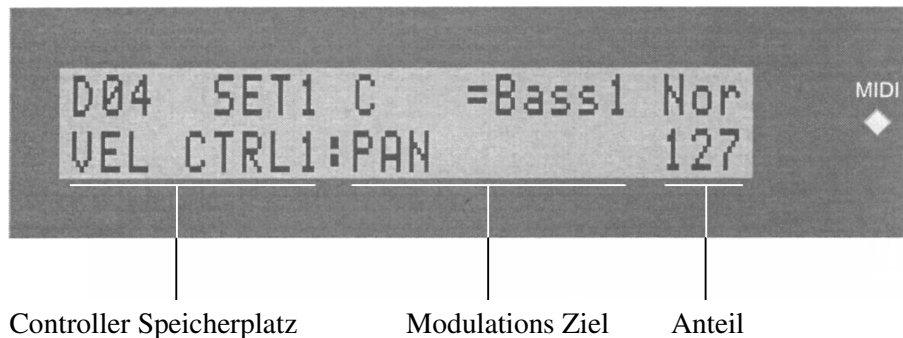 D04 SET1 C =Bass1 Nor
VEL CTRL1:PAN 127
MIDI
Controller Speicherplatz Modulations Ziel Anteil